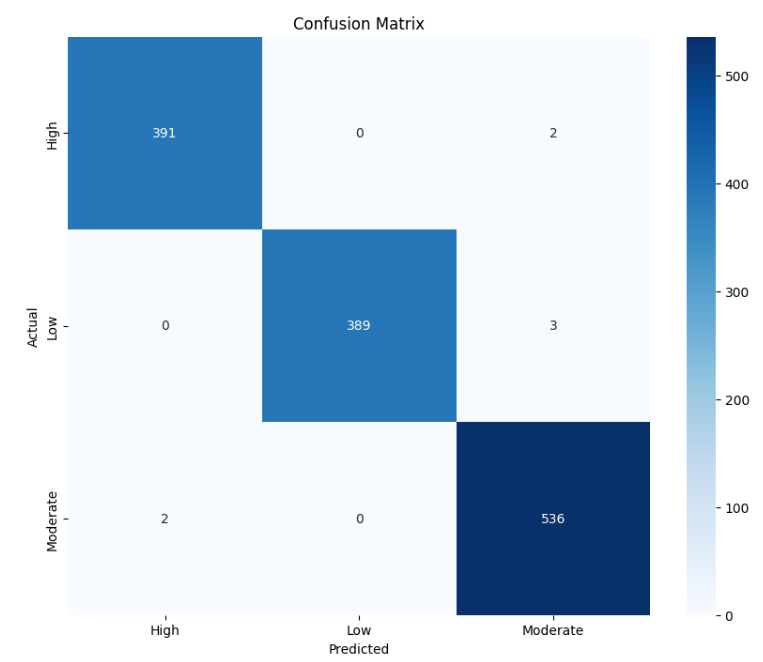 Confusion Matrix
High
391
0
2
500
400
Actual
Low
0
389
3
300
200
Moderate
2
0
536
100
0
High
Low
Moderate
Predicted